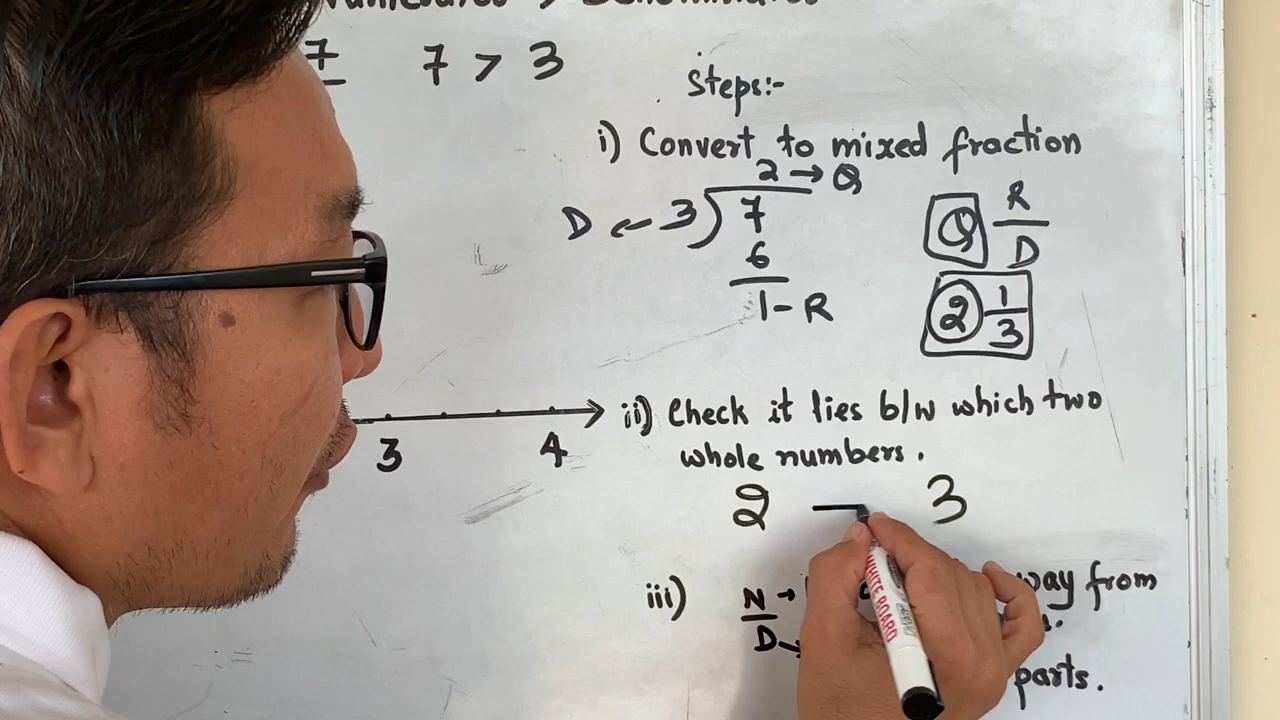 7 7 > 3
Steps:-
i) Convert to mixed fraction
2 → Q
D ← 3) 7
6
1 - R
Q R/D
2 1/3
3 4
ii) Check it lies b/w which two
whole numbers.
2 — 3
iii) N →
from
D →
parts.
WHITE BOARD